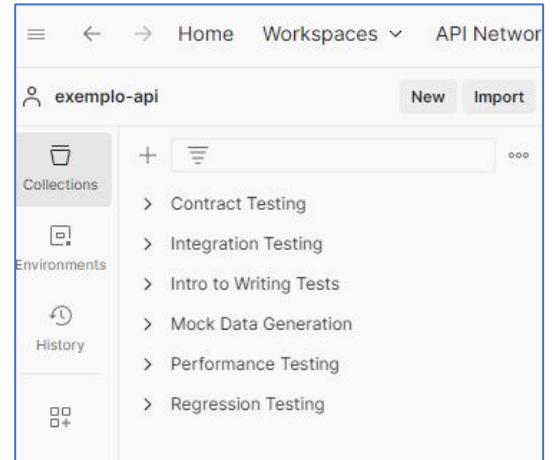 Home Workspaces API Networ
exemplo-api New Import
Collections
Contract Testing
Environments
Integration Testing
Intro to Writing Tests
History
Mock Data Generation
Performance Testing
Regression Testing